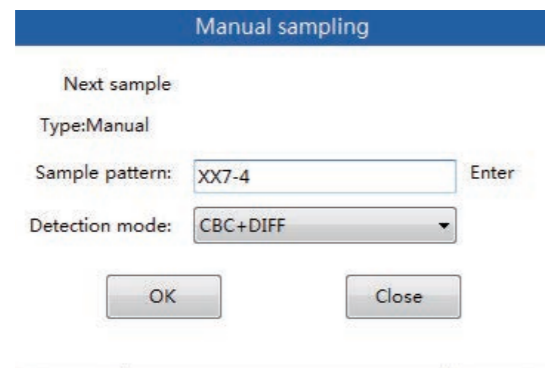 Manual sampling
Next sample
Type:Manual
Sample pattern: XX7-4 Enter
Detection mode: CBC+DIFF
OK Close